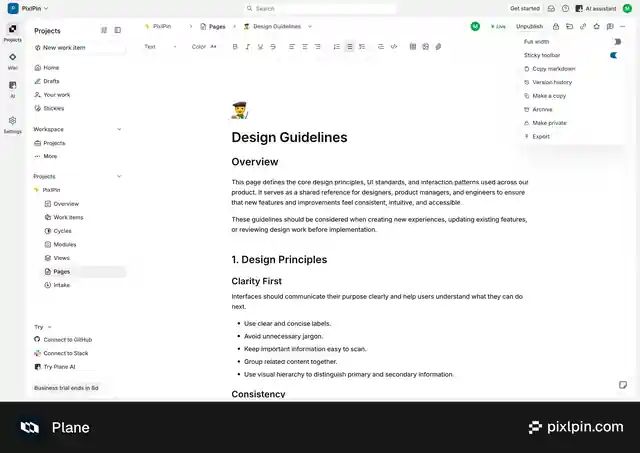 PixlPin
Search
Get started
AI assistant
M
Projects
Wiki
AI
Settings
Projects
New work item
Home
Drafts
Your work
Stickies
Workspace
Projects
More
Projects
PixlPin
Overview
Work items
Cycles
Modules
Views
Pages
Intake
Try
Connect to GitHub
Connect to Slack
Try Plane AI
Business trial ends in 8d
PixlPin > Pages > Design Guidelines
M Live Unpublish
Text Color Aa B I U S
Full width
Sticky toolbar
Copy markdown
Version history
Make a copy
Archive
Make private
Export
Design Guidelines
Overview
This page defines the core design principles, UI standards, and interaction patterns used across our
product. It serves as a shared reference for designers, product managers, and engineers to ensure
that new features and improvements feel consistent, intuitive, and accessible.
These guidelines should be considered when creating new experiences, updating existing features,
or reviewing design work before implementation.
1. Design Principles
Clarity First
Interfaces should communicate their purpose clearly and help users understand what they can do
next.
• Use clear and concise labels.
• Avoid unnecessary jargon.
• Keep important information easy to scan.
• Group related content together.
• Use visual hierarchy to distinguish primary and secondary information.
Consistency
Plane
pixlpin.com